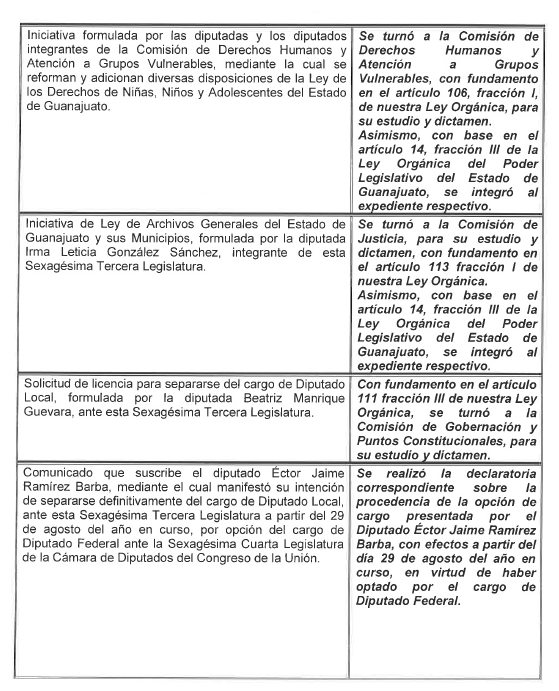 Iniciativa formulada por las diputadas y los diputados
integrantes de la Comisión de Derechos Humanos y
Atención a Grupos Vulnerables, mediante la cual se
reforman y adicionan diversas disposiciones de la Ley de
los Derechos de Niñas, Niños y Adolescentes del Estado
de Guanajuato.
Se turnó a la Comisión de
Derechos Humanos y
Atención a Grupos
Vulnerables, con fundamento
en el artículo 106, fracción I,
de nuestra Ley Orgánica, para
su estudio y dictamen.
Asimismo, con base en el
artículo 14, fracción III de la
Ley Orgánica del Poder
Legislativo del Estado de
Guanajuato, se integró al
expediente respectivo.
Iniciativa de Ley de Archivos Generales del Estado de
Guanajuato y sus Municipios, formulada por la diputada
Irma Leticia González Sánchez, integrante de esta
Sexagésima Tercera Legislatura.
Se turnó a la Comisión de
Justicia, para su estudio y
dictamen, con fundamento en
el artículo 113 fracción I de
nuestra Ley Orgánica.
Asimismo, con base en el
artículo 14, fracción III de la
Ley Orgánica del Poder
Legislativo del Estado de
Guanajuato, se integró al
expediente respectivo.
Solicitud de licencia para separarse del cargo de Diputado
Local, formulada por la diputada Beatriz Manrique
Guevara, ante esta Sexagésima Tercera Legislatura.
Con fundamento en el artículo
111 fracción III de nuestra Ley
Orgánica, se turnó a la
Comisión de Gobernación y
Puntos Constitucionales, para
su estudio y dictamen.
Comunicado que suscribe el diputado Éctor Jaime
Ramírez Barba, mediante el cual manifestó su intención
de separarse definitivamente del cargo de Diputado Local,
ante esta Sexagésima Tercera Legislatura a partir del 29
de agosto del año en curso, por opción del cargo de
Diputado Federal ante la Sexagésima Cuarta Legislatura
de la Cámara de Diputados del Congreso de la Unión.
Se realizó la declaratoria
correspondiente sobre la
procedencia de la opción de
cargo presentada por el
Diputado Éctor Jaime Ramírez
Barba, con efectos a partir del
día 29 de agosto del año en
curso, en virtud de haber
optado por el cargo de
Diputado Federal.